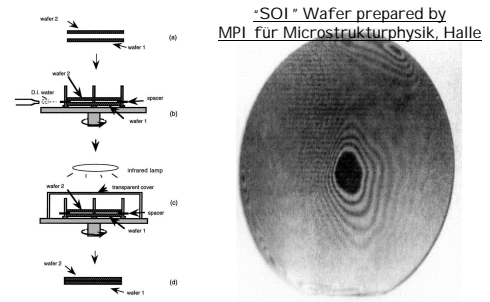 wafer 2
wafer 1
(a)
wafer 2
D.I. water
spacer
wafer 1
(b)
infrared lamp
wafer 2
transparent cover
(c)
spacer
wafer 1
wafer 2
wafer 1
(d)
"SOI" Wafer prepared by
MPI für Microstrukturphysik, Halle